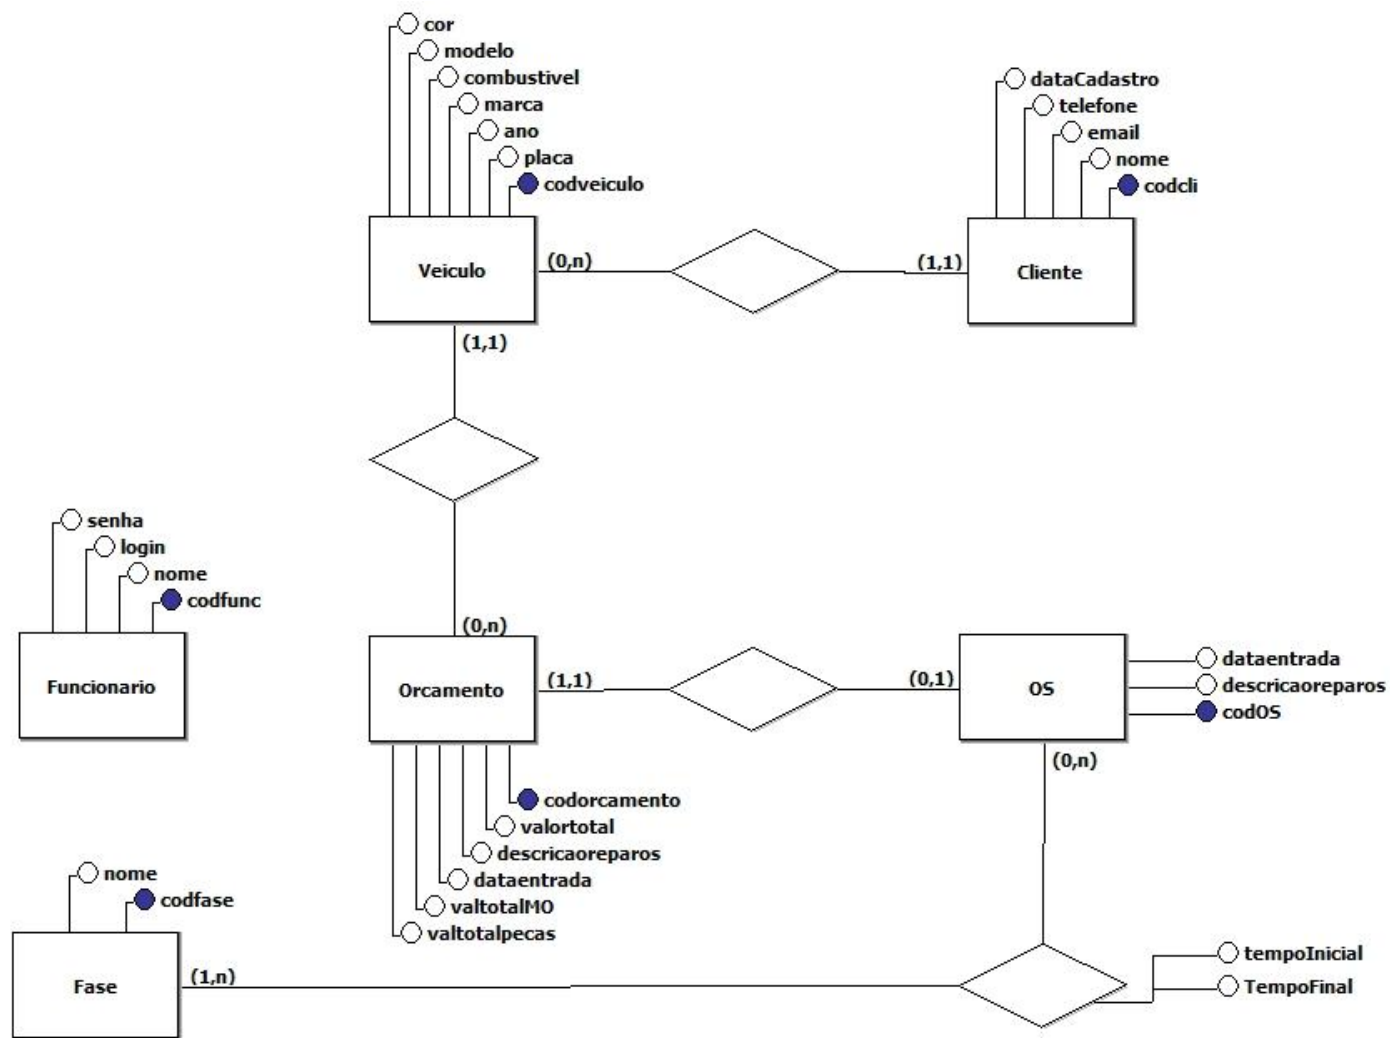 cor
modelo
combustivel
marca
ano
placa
codveiculo
Veiculo
(0,n)
(1,1)
dataCadastro
telefone
email
nome
codcli
Cliente
(1,1)
(0,n)
senha
login
nome
codfunc
Funcionario
Orcamento
(1,1)
(0,1)
OS
dataentrada
descricaoreparos
codOS
(0,n)
codorcamento
valortotal
descricaoreparos
dataentrada
valtotalMO
valtotalpecas
nome
codfase
Fase
(1,n)
tempoInicial
TempoFinal